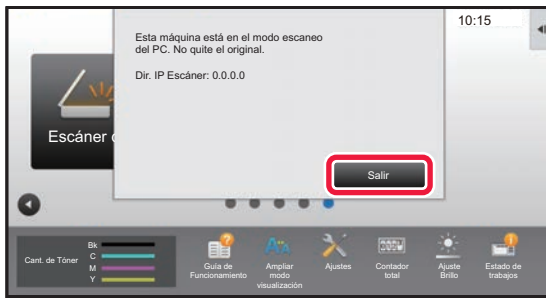 10:15
Esta máquina está en el modo escaneo
del PC. No quite el original.
Dir. IP Escáner: 0.0.0.0
Escáner
Salir
Cant. de Tóner
Bk
C
M
Y
Guía de
Funcionamiento
Ampliar
modo
visualización
Ajustes
Contador
total
Ajuste
Brillo
Estado de
trabajos